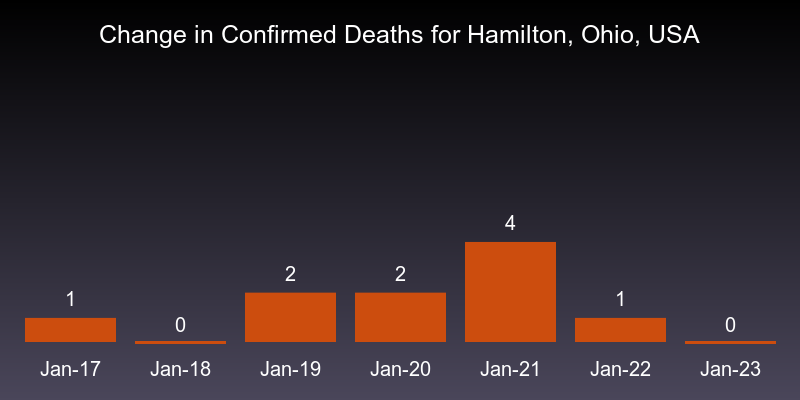 Change in Confirmed Deaths for Hamilton, Ohio, USA
1 0 2 2 4 1 0
Jan-17 Jan-18 Jan-19 Jan-20 Jan-21 Jan-22 Jan-23